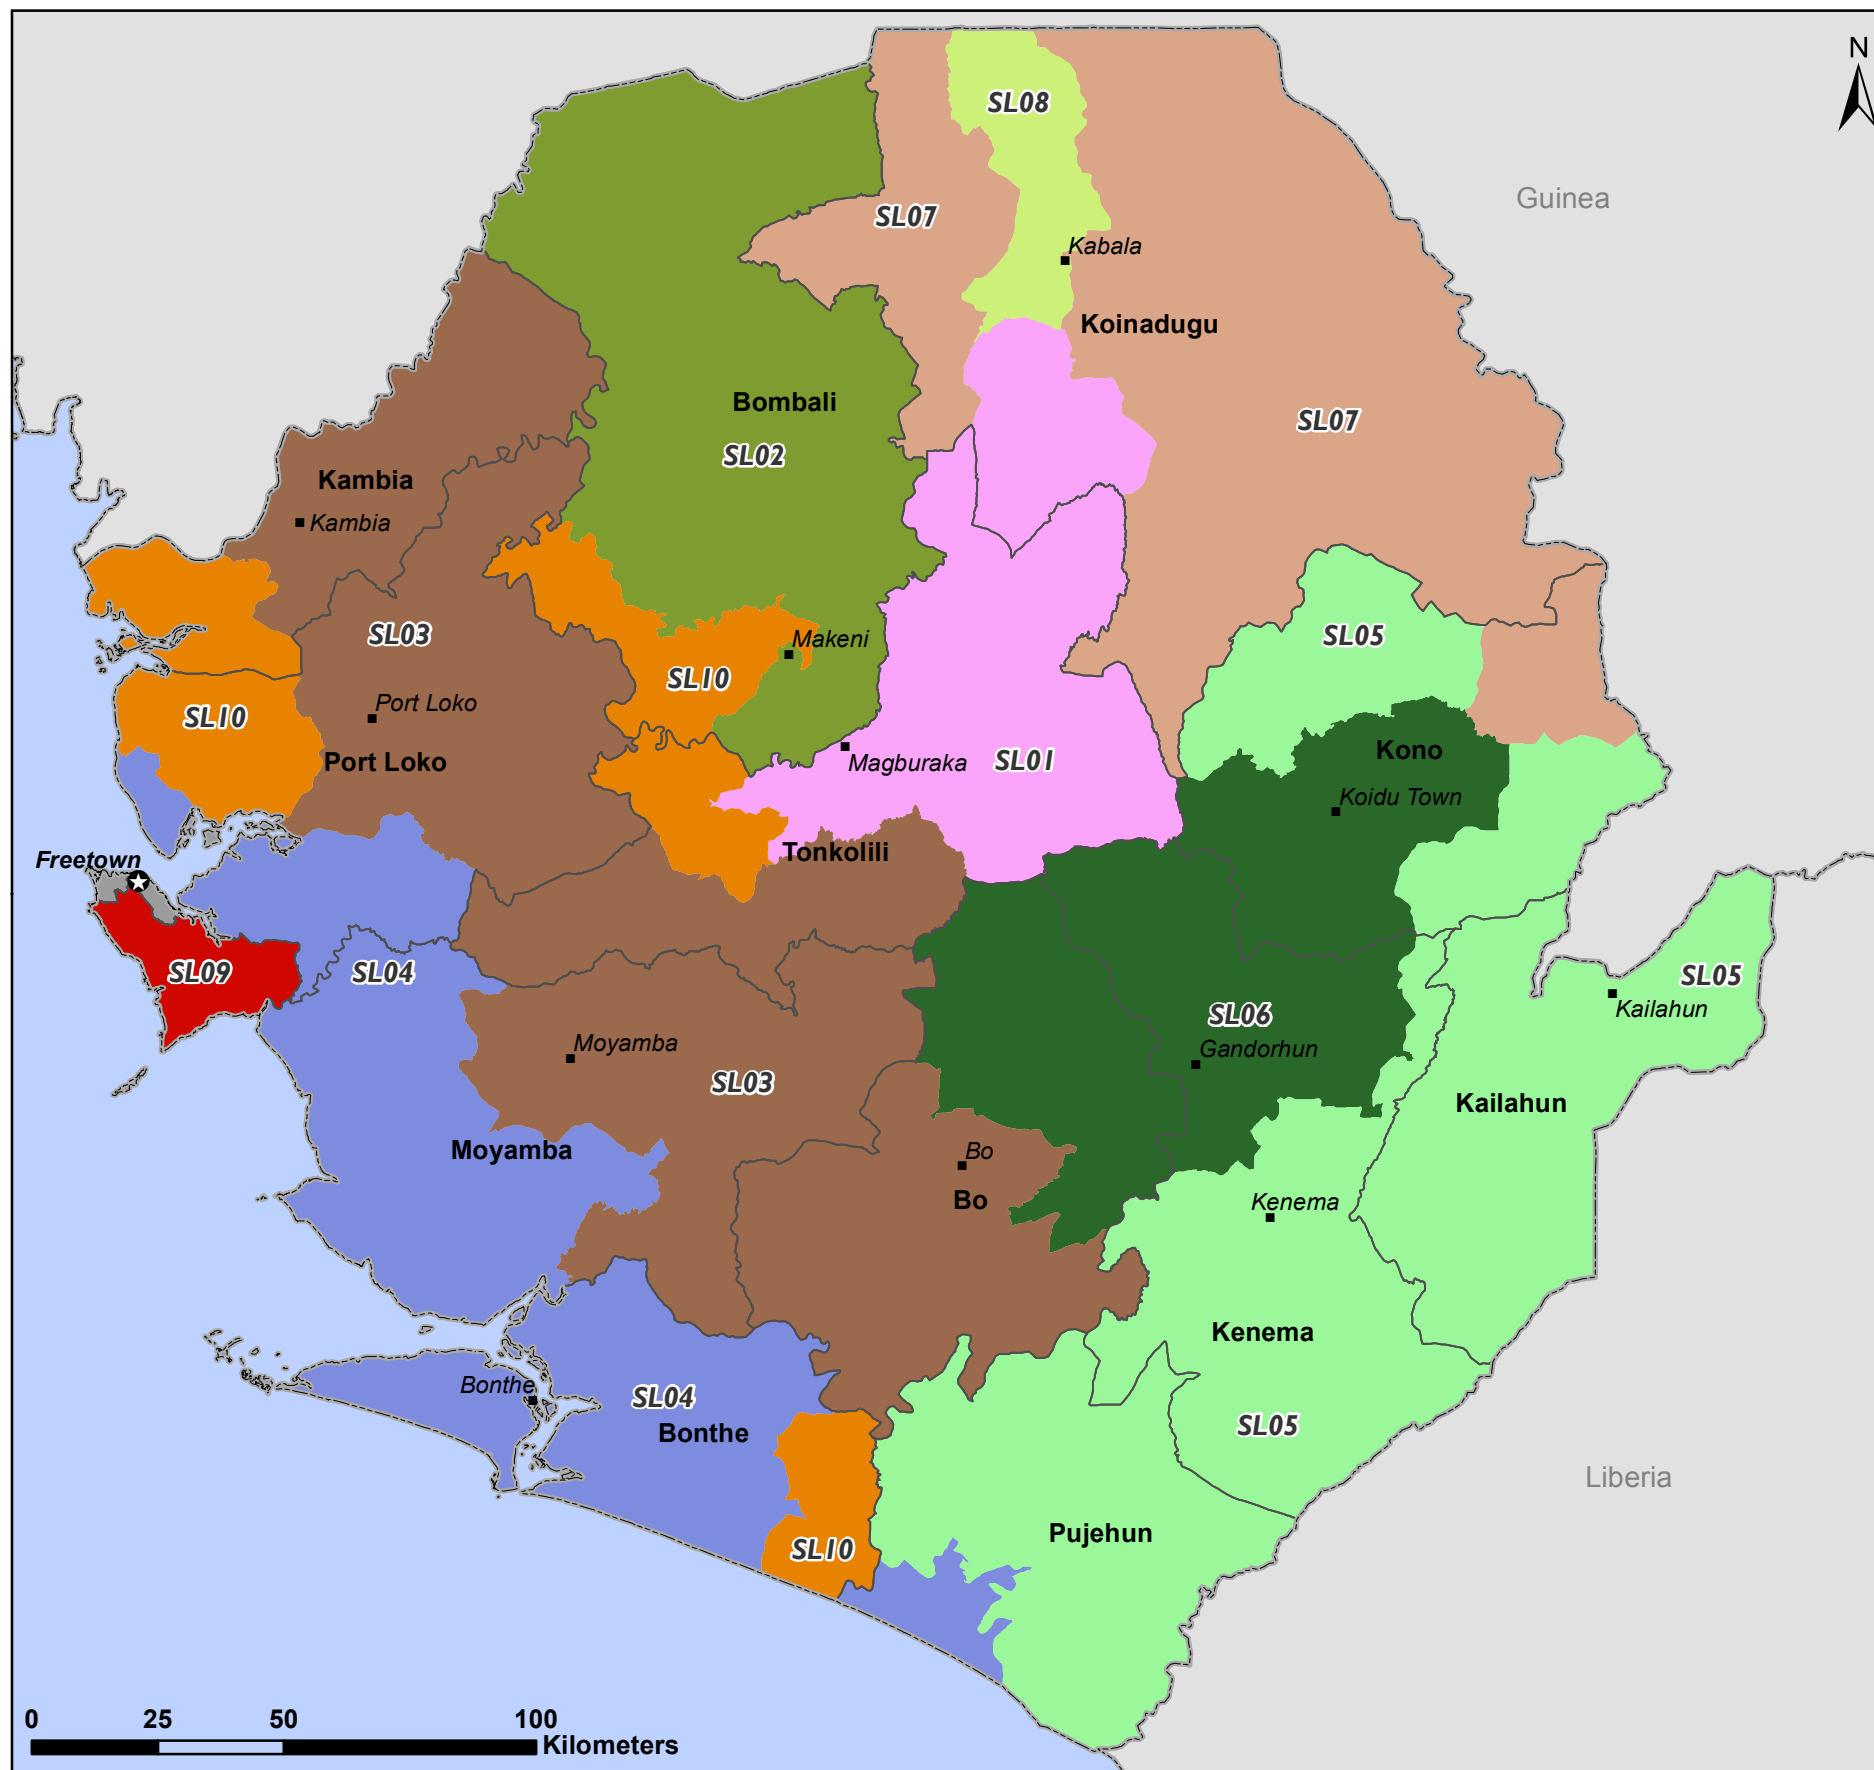 N
SL08
Guinea
SL07
Kabala
Koinadugu
Bombali
SL07
SL02
Kambia
Kambia
SL03
Makeni
SL05
SL10
SL10
Port Loko
Port Loko
Magburaka
SL01
Kono
Koidu Town
Freetown
Tonkolili
SL09
SL04
SL05
Kailahun
SL06
Moyamba
Gandorhun
SL03
Kailahun
Moyamba
Bo
Bo
Kenema
Kenema
Bonthe
SL04
Bonthe
SL05
Liberia
Pujehun
SL10
0 25 50 100
Kilometers